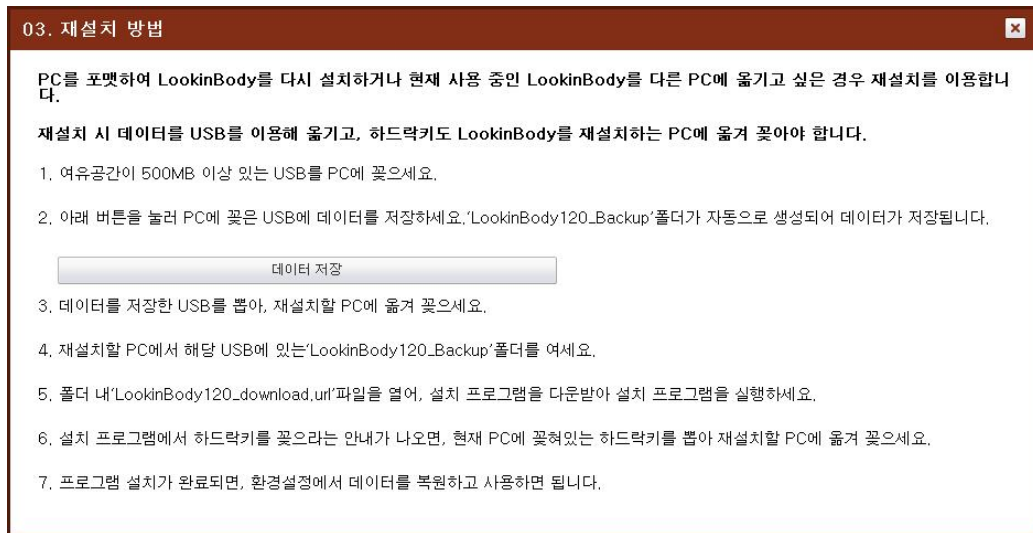 03. 재설치 방법
PC를 포맷하여 LookinBody를 다시 설치하거나 현재 사용 중인 LookinBody를 다른 PC에 옮기고 싶은 경우 재설치를 이용합니
다.
재설치 시 데이터를 USB를 이용해 옮기고, 하드락키도 LookinBody를 재설치하는 PC에 옮겨 꽂아야 합니다.
1. 여유공간이 500MB 이상 있는 USB를 PC에 꽂으세요.
2. 아래 버튼을 눌러 PC에 꽂은 USB에 데이터를 저장하세요.'LookinBody120_Backup'폴더가 자동으로 생성되어 데이터가 저장됩니다.
데이터 저장
3. 데이터를 저장한 USB를 뽑아, 재설치할 PC에 옮겨 꽂으세요.
4. 재설치할 PC에서 해당 USB에 있는'LookinBody120_Backup'폴더를 여세요.
5. 폴더 내'LookinBody120_download.url'파일을 열어, 설치 프로그램을 다운받아 설치 프로그램을 실행하세요.
6. 설치 프로그램에서 하드락키를 꽂으라는 안내가 나오면, 현재 PC에 꽂혀있는 하드락키를 뽑아 재설치할 PC에 옮겨 꽂으세요.
7. 프로그램 설치가 완료되면, 환경설정에서 데이터를 복원하고 사용하면 됩니다.